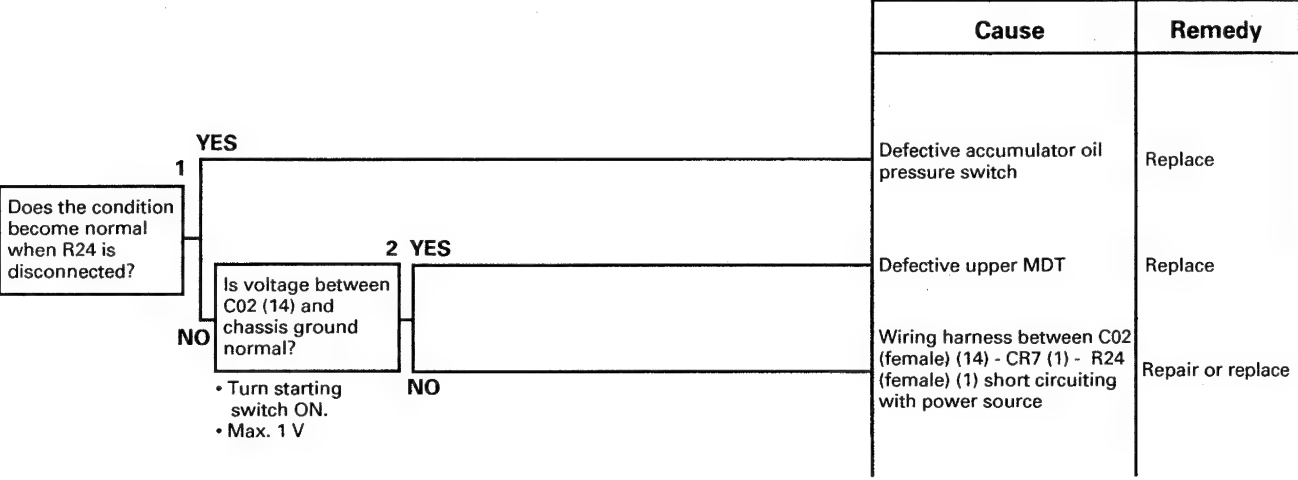 Cause Remedy
YES
1
Defective accumulator oil
pressure switch
Replace
Does the condition
become normal
when R24 is
disconnected?
2 YES
Defective upper MDT
Replace
Is voltage between
C02 (14) and
chassis ground
normal?
NO
Wiring harness between C02
(female) (14) - CR7 (1) - R24
(female) (1) short circuiting
with power source
Repair or replace
NO
• Turn starting
switch ON.
• Max. 1 V